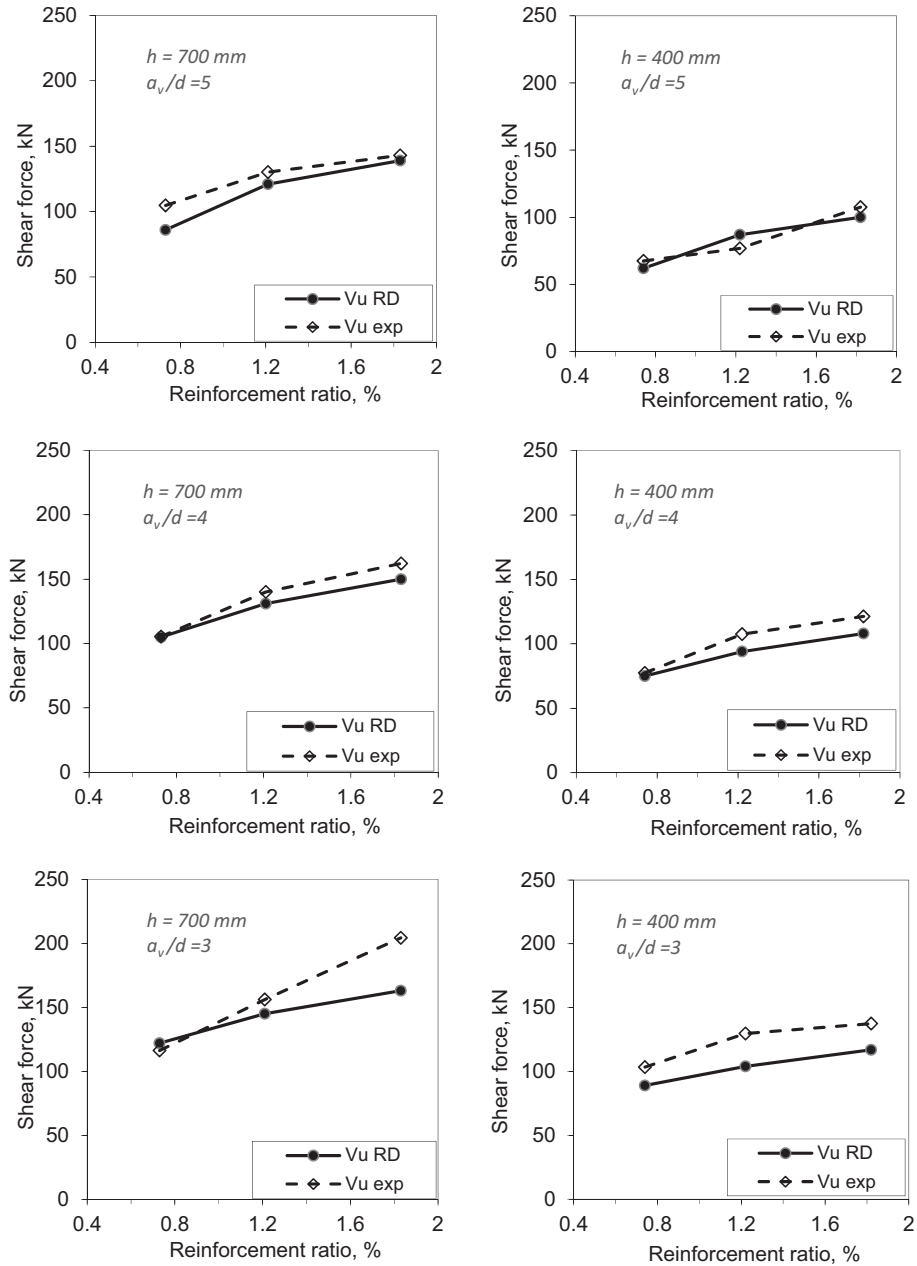 250
200
150
100
50
0
Shear force, kN
h = 700 mm
a_v/d =5
Vu RD
Vu exp
0.4 0.8 1.2 1.6 2
Reinforcement ratio, %
250
200
150
100
50
0
Shear force, kN
h = 400 mm
a_v/d =5
Vu RD
Vu exp
0.4 0.8 1.2 1.6 2
Reinforcement ratio, %
250
200
150
100
50
0
Shear force, kN
h = 700 mm
a_v/d =4
Vu RD
Vu exp
0.4 0.8 1.2 1.6 2
Reinforcement ratio, %
250
200
150
100
50
0
Shear force, kN
h = 400 mm
a_v/d =4
Vu RD
Vu exp
0.4 0.8 1.2 1.6 2
Reinforcement ratio, %
250
200
150
100
50
0
Shear force, kN
h = 700 mm
a_v/d =3
Vu RD
Vu exp
0.4 0.8 1.2 1.6 2
Reinforcement ratio, %
250
200
150
100
50
0
Shear force, kN
h = 400 mm
a_v/d =3
Vu RD
Vu exp
0.4 0.8 1.2 1.6 2
Reinforcement ratio, %